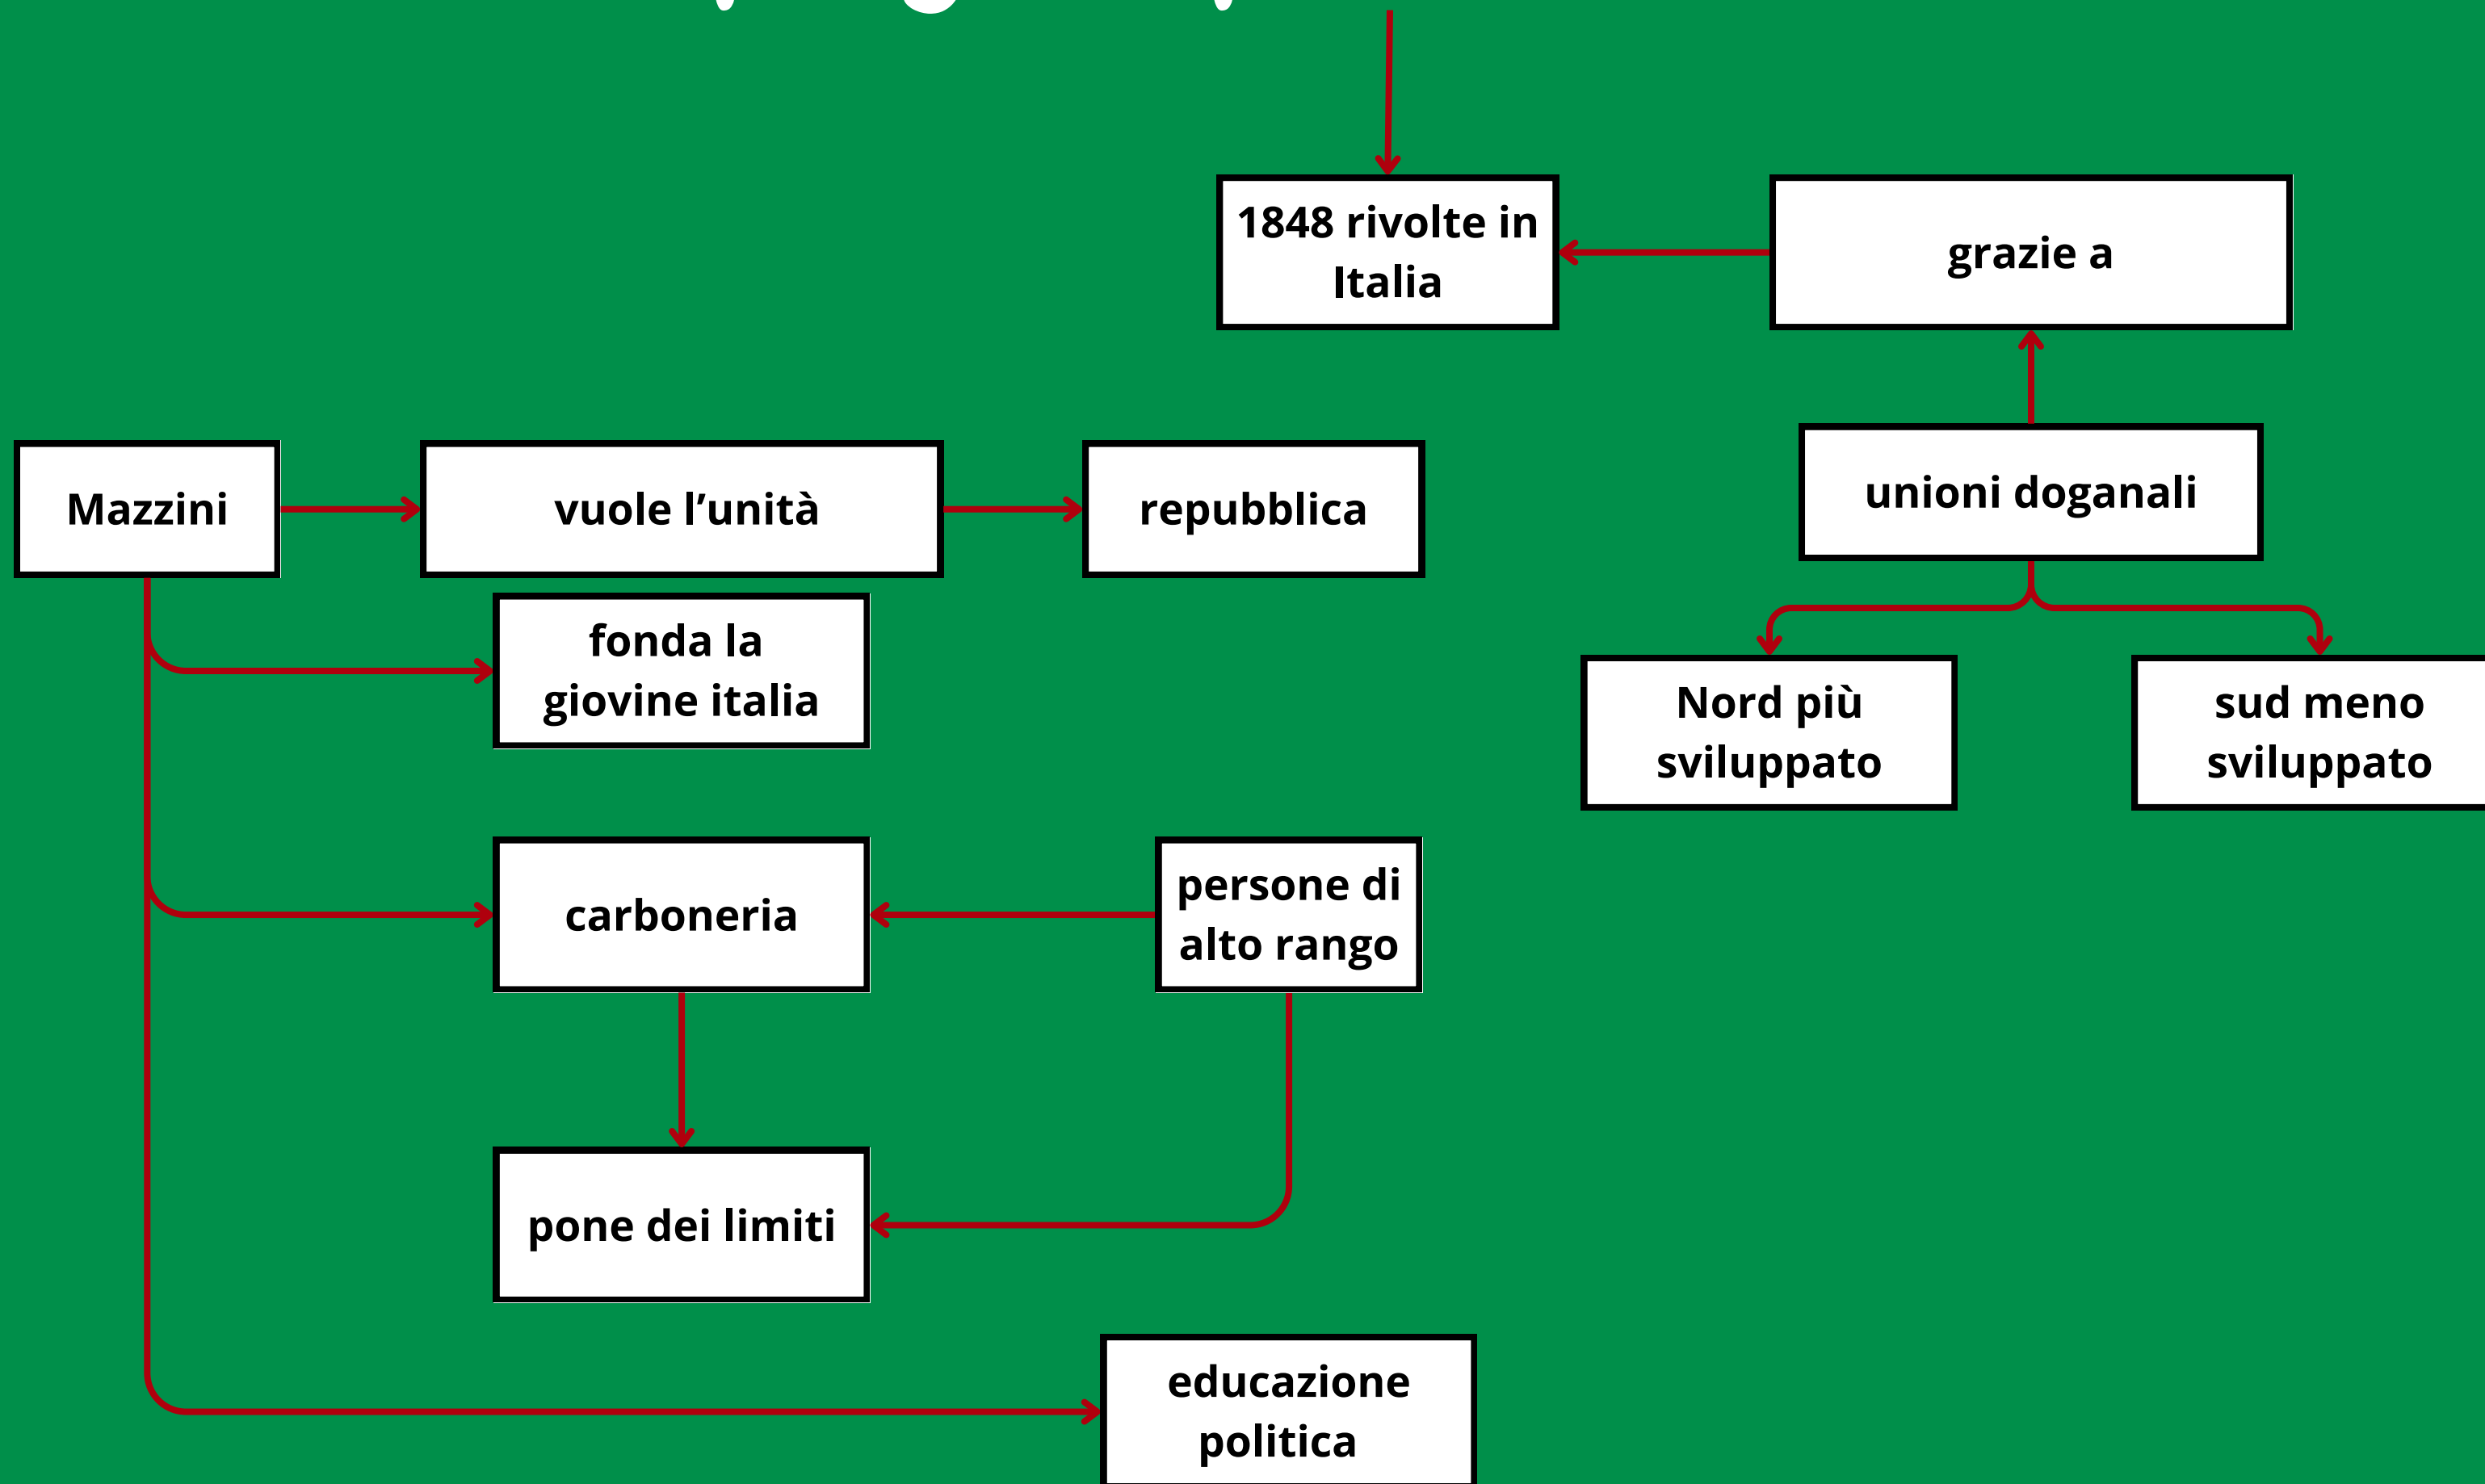 1848 rivolte in
Italia
grazie a
Mazzini
vuole l’unità
repubblica
unioni doganali
fonda la
giovine italia
Nord più
sviluppato
sud meno
sviluppato
carboneria
persone di
alto rango
pone dei limiti
educazione
politica